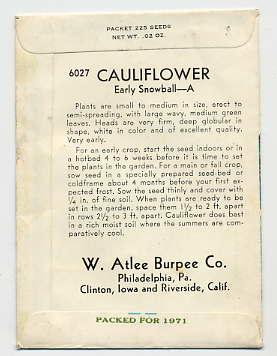 PACKET 225 SEEDS
NET WT. .02 OZ.
6027 CAULIFLOWER
Early Snowball—A
Plants are small to medium in size, erect to
semi-spreading, with large wavy, medium green
leaves. Heads are very firm, deep globular in
shape, white in color and of excellent quality.
Very early.
For an early crop, start the seed indoors or in
a hotbed 4 to 6 weeks before it is time to set
the plants in the garden. For a main or fall crop,
sow seed in a specially prepared seed bed or
coldframe about 4 months before your first ex-
pected frost. Sow the seed thinly and cover with
1/4 in. of fine soil. When plants are ready to be
set in the garden, space them 1½ to 2 ft. apart
in rows 2½ to 3 ft. apart. Cauliflower does best
in a rich moist soil where the summers are com-
paratively cool.
W. Atlee Burpee Co.
Philadelphia, Pa.
Clinton, Iowa and Riverside, Calif.
PACKED FOR 1971